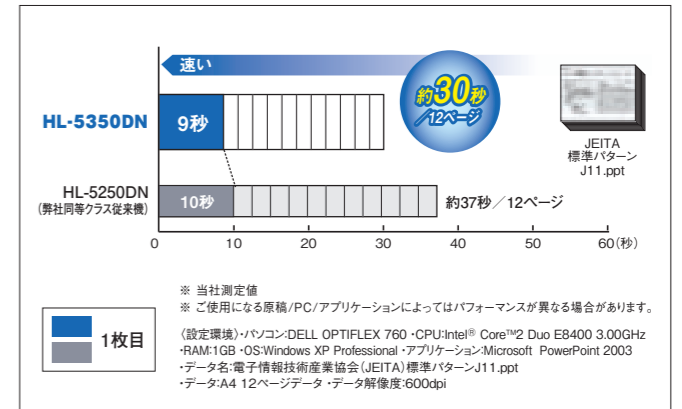 速い
約30秒
/12ページ
HL-5350DN
9秒
JEITA
標準パターン
J11.ppt
HL-5250DN
(弊社同等クラス従来機)
10秒
約37秒/12ページ
0 10 20 30 40 50 60(秒)
※ 当社測定値
※ ご使用になる原稿/PC/アプリケーションによってはパフォーマンスが異なる場合があります。
1枚目
〈設定環境〉・パソコン:DELL OPTIFLEX 760 ・CPU:Intel® Core™2 Duo E8400 3.00GHz
・RAM:1GB ・OS:Windows XP Professional ・アプリケーション:Microsoft PowerPoint 2003
・データ名:電子情報技術産業協会(JEITA)標準パターンJ11.ppt
・データ:A4 12ページデータ ・データ解像度:600dpi